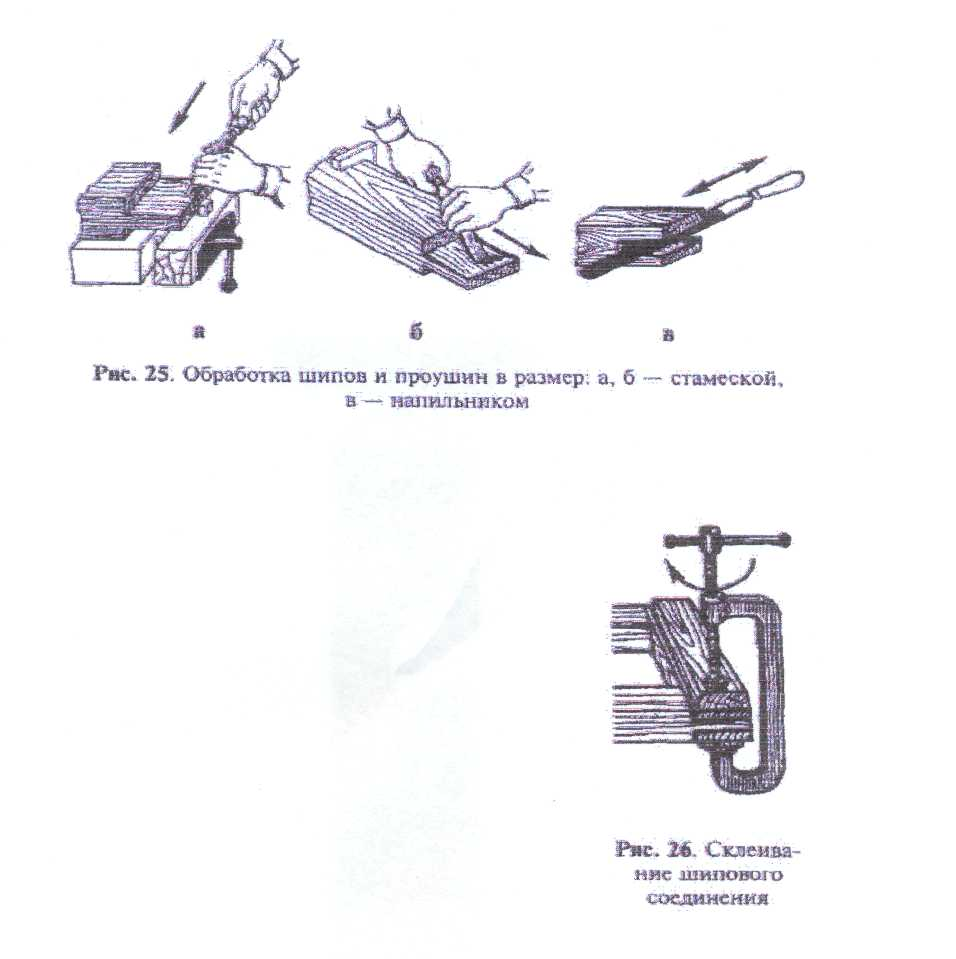 а б в
Рис. 25. Обработка шипов и проушин в размер: а, б — стамеской,
в — напильником
Рис. 26. Склеива-
ние шипового
соединения